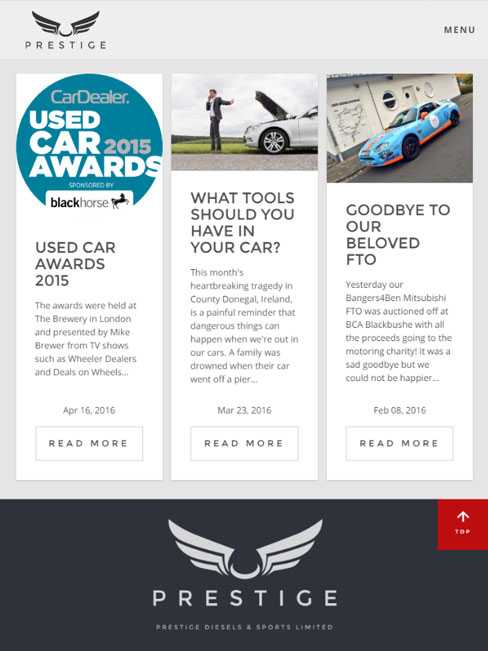 PRESTIGE
MENU
CarDealer.
USED
CAR 2015
AWARDS
SPONSORED BY
blackhorse
USED CAR
AWARDS
2015
The awards were held at
The Brewery in London
and presented by Mike
Brewer from TV shows
such as Wheeler Dealers
and Deals on Wheels...
Apr 16, 2016
READ MORE
WHAT TOOLS
SHOULD YOU
HAVE IN
YOUR CAR?
This month's
heartbreaking tragedy in
County Donegal, Ireland,
is a painful reminder that
dangerous things can
happen when we're out in
our cars. A family was
drowned when their car
went off a pier...
Mar 23, 2016
READ MORE
GOODBYE TO
OUR
BELOVED
FTO
Yesterday our
Bangers4Ben Mitsubishi
FTO was auctioned off at
BCA Blackbushe with all
the proceeds going to the
motoring charity! It was a
sad goodbye but we
could not be happier...
Feb 08, 2016
READ MORE
TOP
PRESTIGE
PRESTIGE DIESELS & SPORTS LIMITED